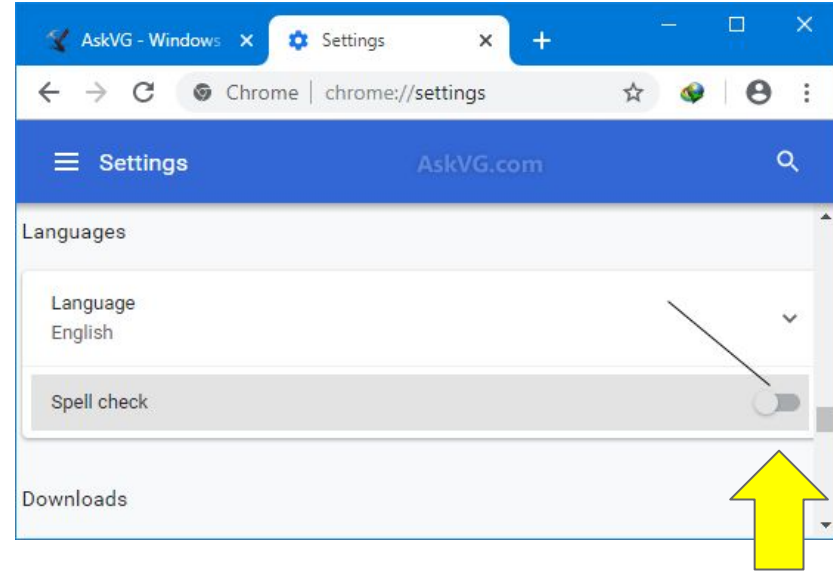 AskVG - Windows
Settings
Chrome | chrome://settings
Settings
AskVG.com
Languages
Language
English
Spell check
Downloads